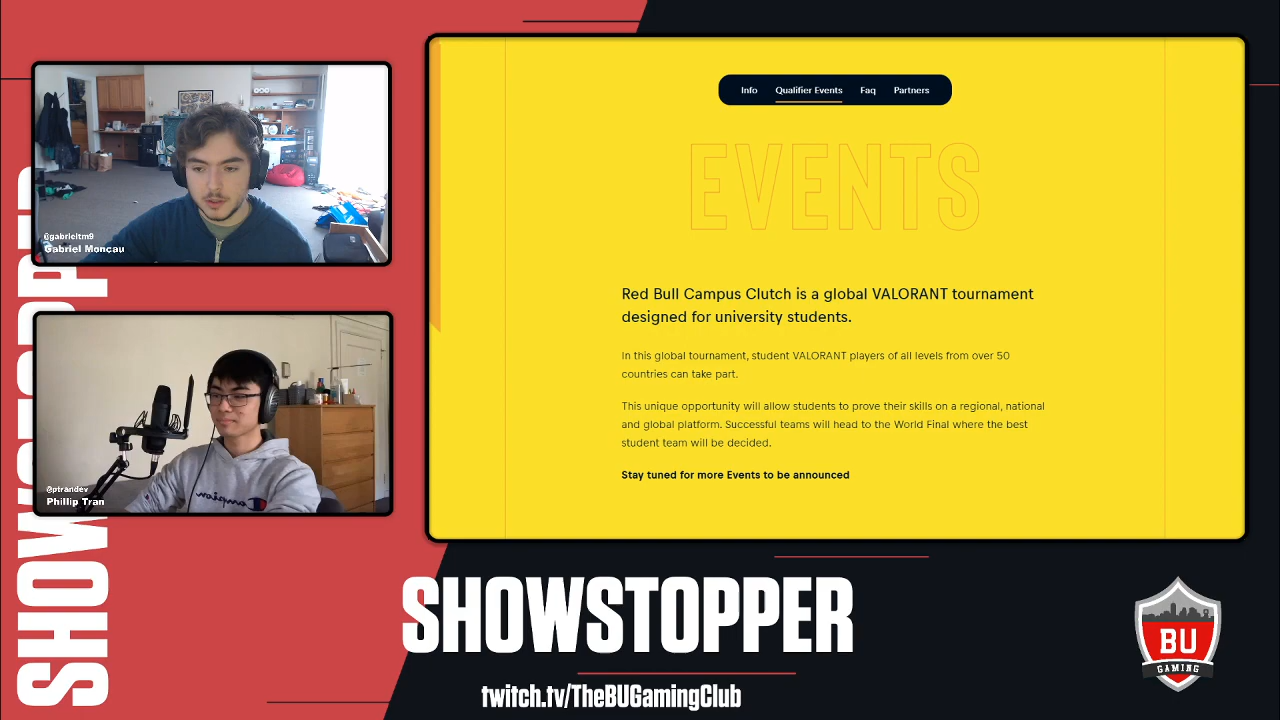 Info Qualifier Events Faq Partners
EVENTS
Red Bull Campus Clutch is a global VALORANT tournament
designed for university students.
In this global tournament, student VALORANT players of all levels from over 50
countries can take part.
This unique opportunity will allow students to prove their skills on a regional, national
and global platform. Successful teams will head to the World Final where the best
student team will be decided.
Stay tuned for more Events to be announced
@gabrieltm9
Gabriel Moncau
@ptrandev
Phillip Tran
Champion
SHOWSTOPPER
SHOWSTOPPER
twitch.tv/TheBUGamingClub
BU
GAMING